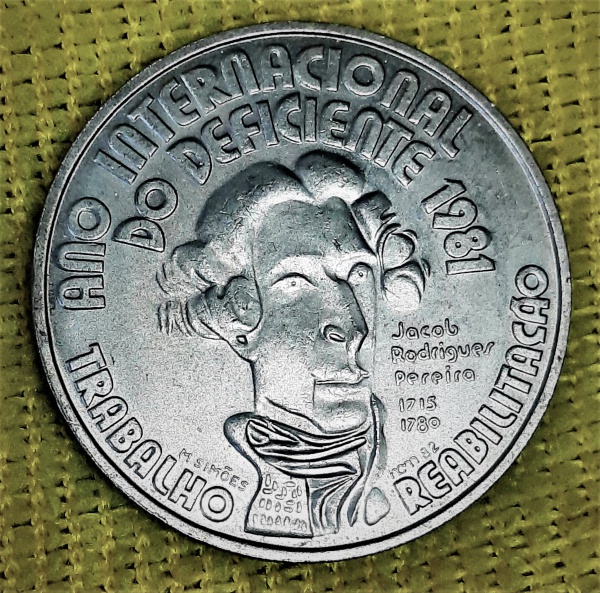 ANO INTERNACIONAL
DO DEFICIENTE 1981
Jacob
Rodrigues
Pereira
1715
1780
M. SIMÕES
TRABALHO
REABILITAÇÃO